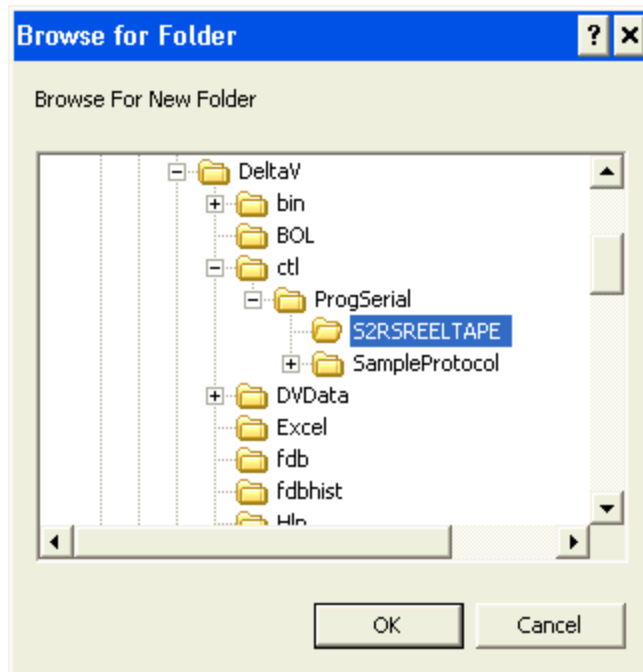 Browse for Folder
Browse For New Folder
DeltaV
bin
BOL
ctl
ProgSerial
S2RSREELTAPE
SampleProtocol
DVData
Excel
fdb
fdbhist
OK Cancel